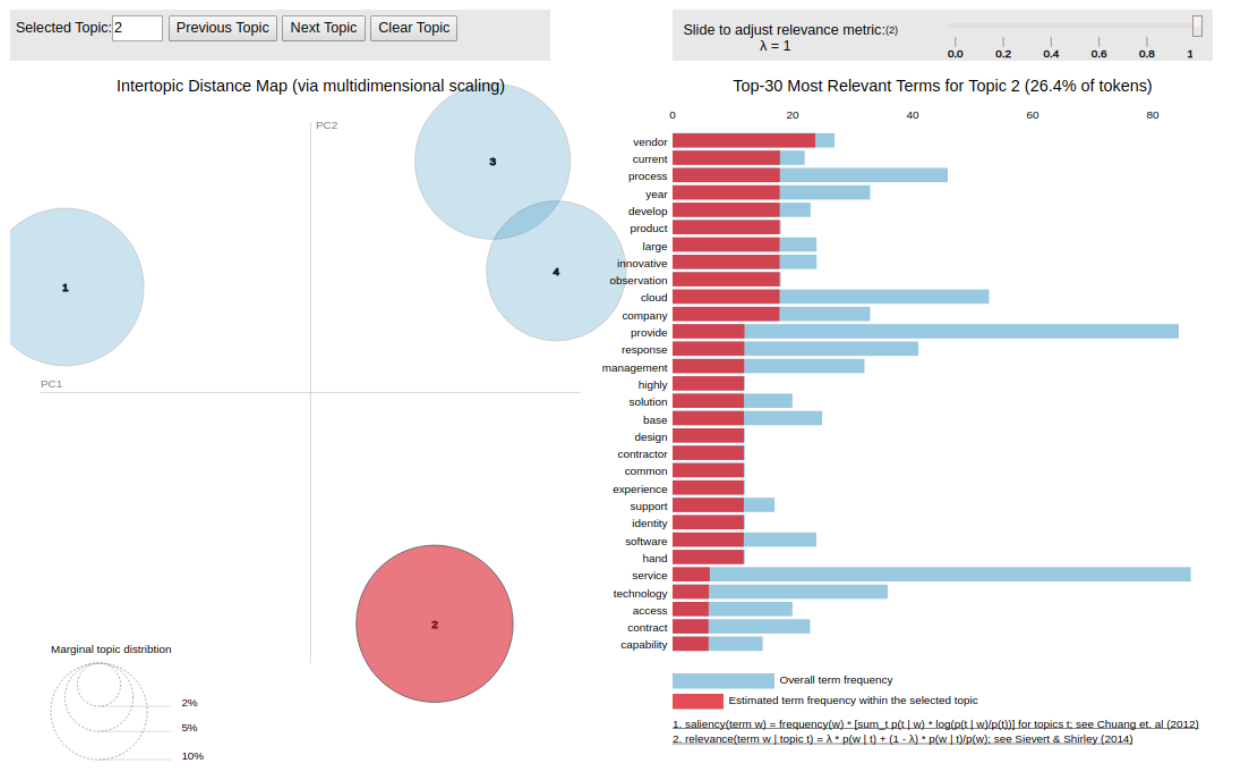 Selected Topic: 2 Previous Topic Next Topic Clear Topic
Slide to adjust relevance metric:(2)
λ = 1
0.0 0.2 0.4 0.6 0.8 1
Intertopic Distance Map (via multidimensional scaling)
PC2
PC1
1
3
4
2
Marginal topic distribtion
2%
5%
10%
Top-30 Most Relevant Terms for Topic 2 (26.4% of tokens)
0 20 40 60 80
vendor
current
process
year
develop
product
large
innovative
observation
cloud
company
provide
response
management
highly
solution
base
design
contractor
common
experience
support
identity
software
hand
service
technology
access
contract
capability
Overall term frequency
Estimated term frequency within the selected topic
1. saliency(term w) = frequency(w) * [sum_t p(t | w) * log(p(t | w)/p(t))] for topics t; see Chuang et. al (2012)
2. relevance(term w | topic t) = λ * p(w | t) + (1 - λ) * p(w | t)/p(w); see Sievert & Shirley (2014)